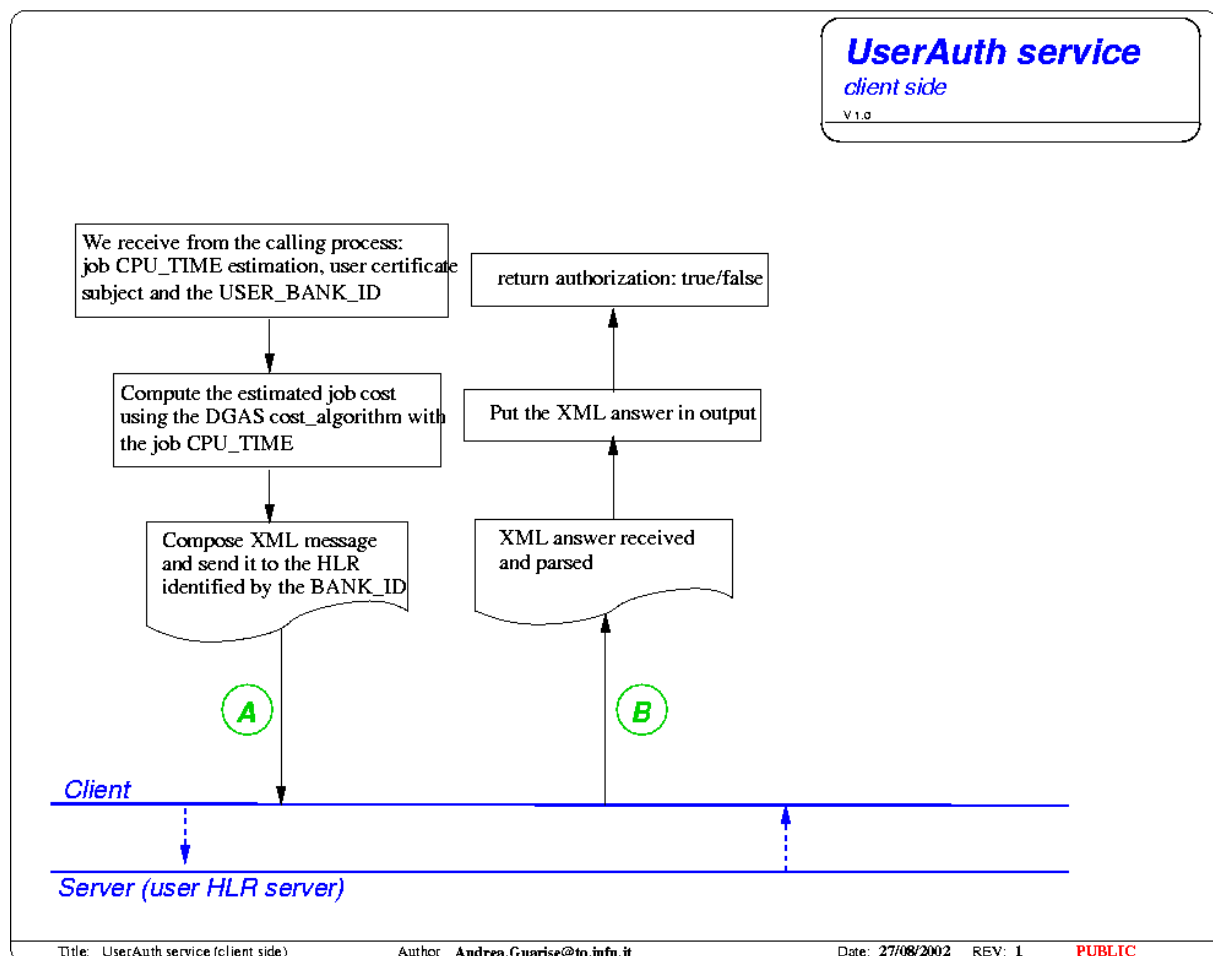 UserAuth service
client side
V 1.0
We receive from the calling process:
job CPU_TIME estimation, user certificate
subject and the USER_BANK_ID
return authorization: true/false
Compute the estimated job cost
using the DGAS cost_algorithm with
the job CPU_TIME
Put the XML answer in output
Compose XML message
and send it to the HLR
identified by the BANK_ID
XML answer received
and parsed
A
B
Client
Server (user HLR server)
Title: UserAuth service (client side) Author Andrea.Guarise@to.infn.it Date: 27/08/2002 REV: 1 PUBLIC